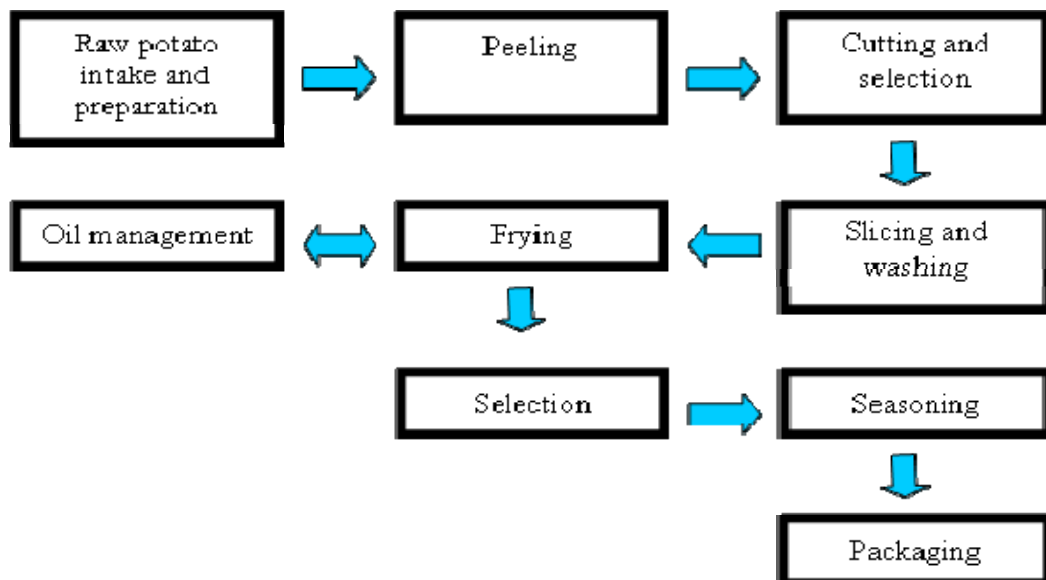 Raw potato
intake and
preparation
Peeling
Cutting and
selection
Oil management
Frying
Slicing and
washing
Selection
Seasoning
Packaging